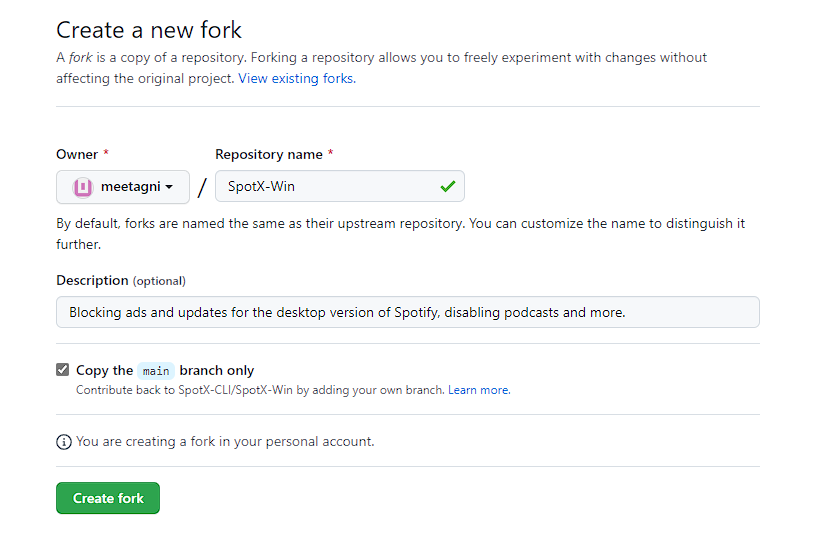 Create a new fork
A fork is a copy of a repository. Forking a repository allows you to freely experiment with changes without
affecting the original project. View existing forks.
Owner * Repository name *
meetagni / SpotX-Win
By default, forks are named the same as their upstream repository. You can customize the name to distinguish it
further.
Description (optional)
Blocking ads and updates for the desktop version of Spotify, disabling podcasts and more.
Copy the main branch only
Contribute back to SpotX-CLI/SpotX-Win by adding your own branch. Learn more.
You are creating a fork in your personal account.
Create fork